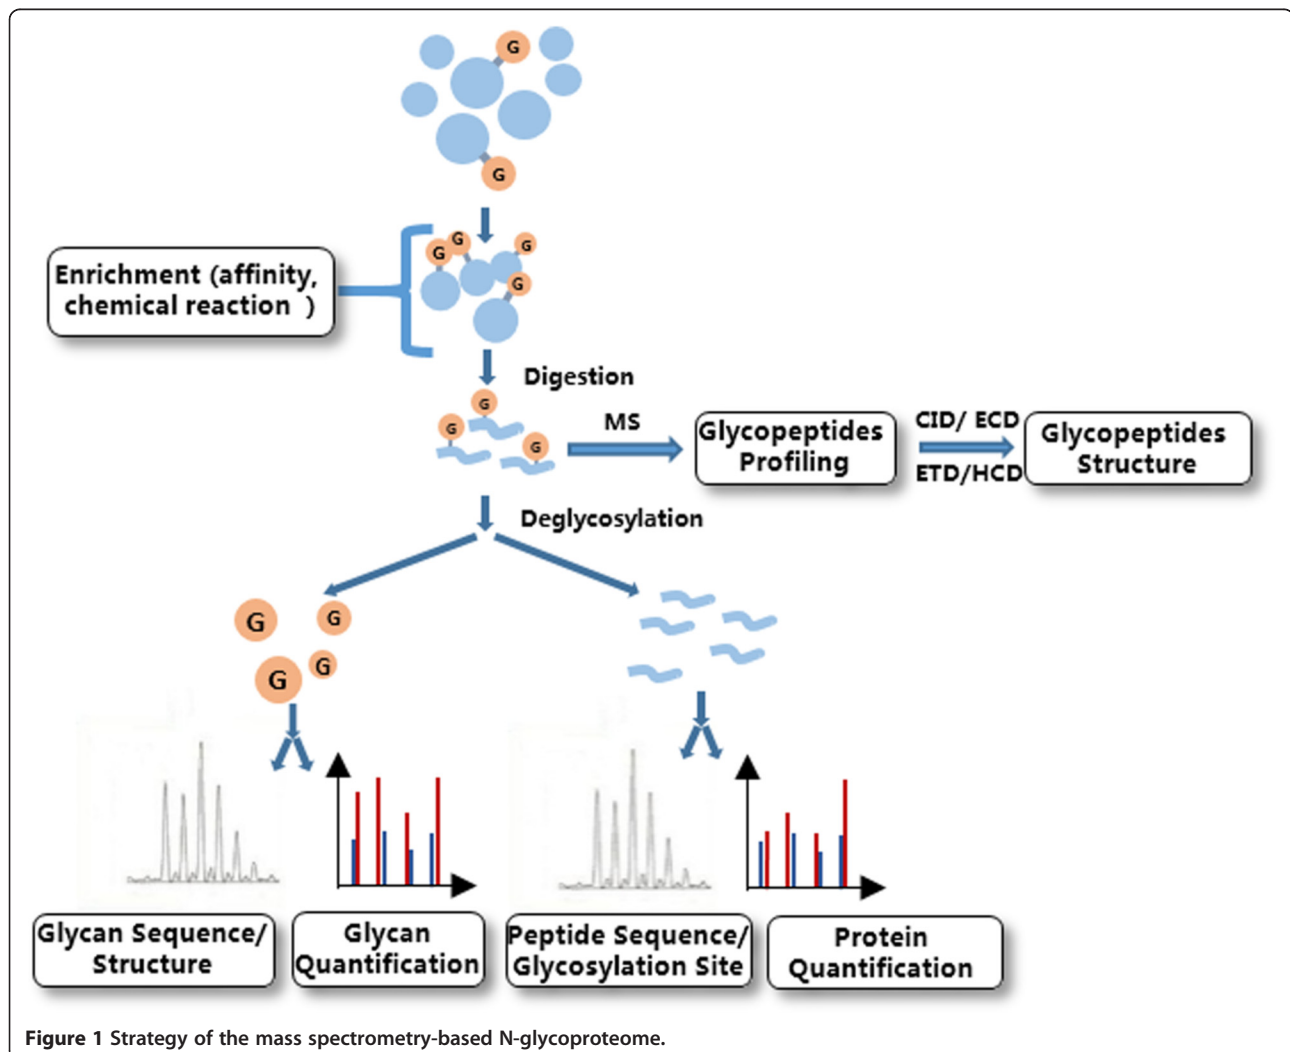 G
G
G
G
G
G
Enrichment (affinity,
chemical reaction )
Digestion
G
G
G
MS
Glycopeptides
Profiling
CID/ ECD
ETD/HCD
Glycopeptides
Structure
Deglycosylation
G
G
G
G
Glycan Sequence/
Structure
Glycan
Quantification
Peptide Sequence/
Glycosylation Site
Protein
Quantification
Figure 1 Strategy of the mass spectrometry-based N-glycoproteome.